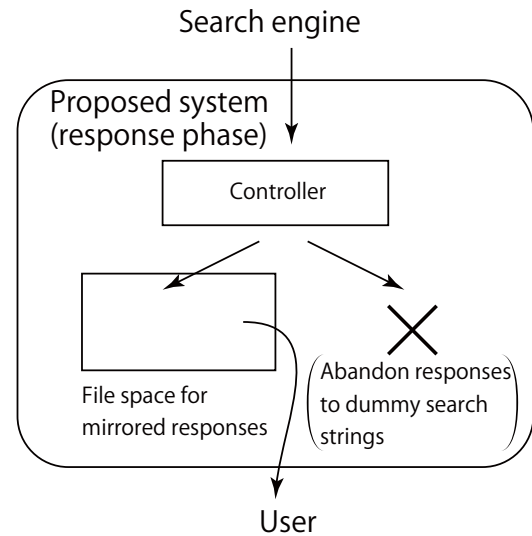 Search engine
Proposed system
(response phase)
Controller
File space for
mirrored responses
Abandon responses
to dummy search
strings
User